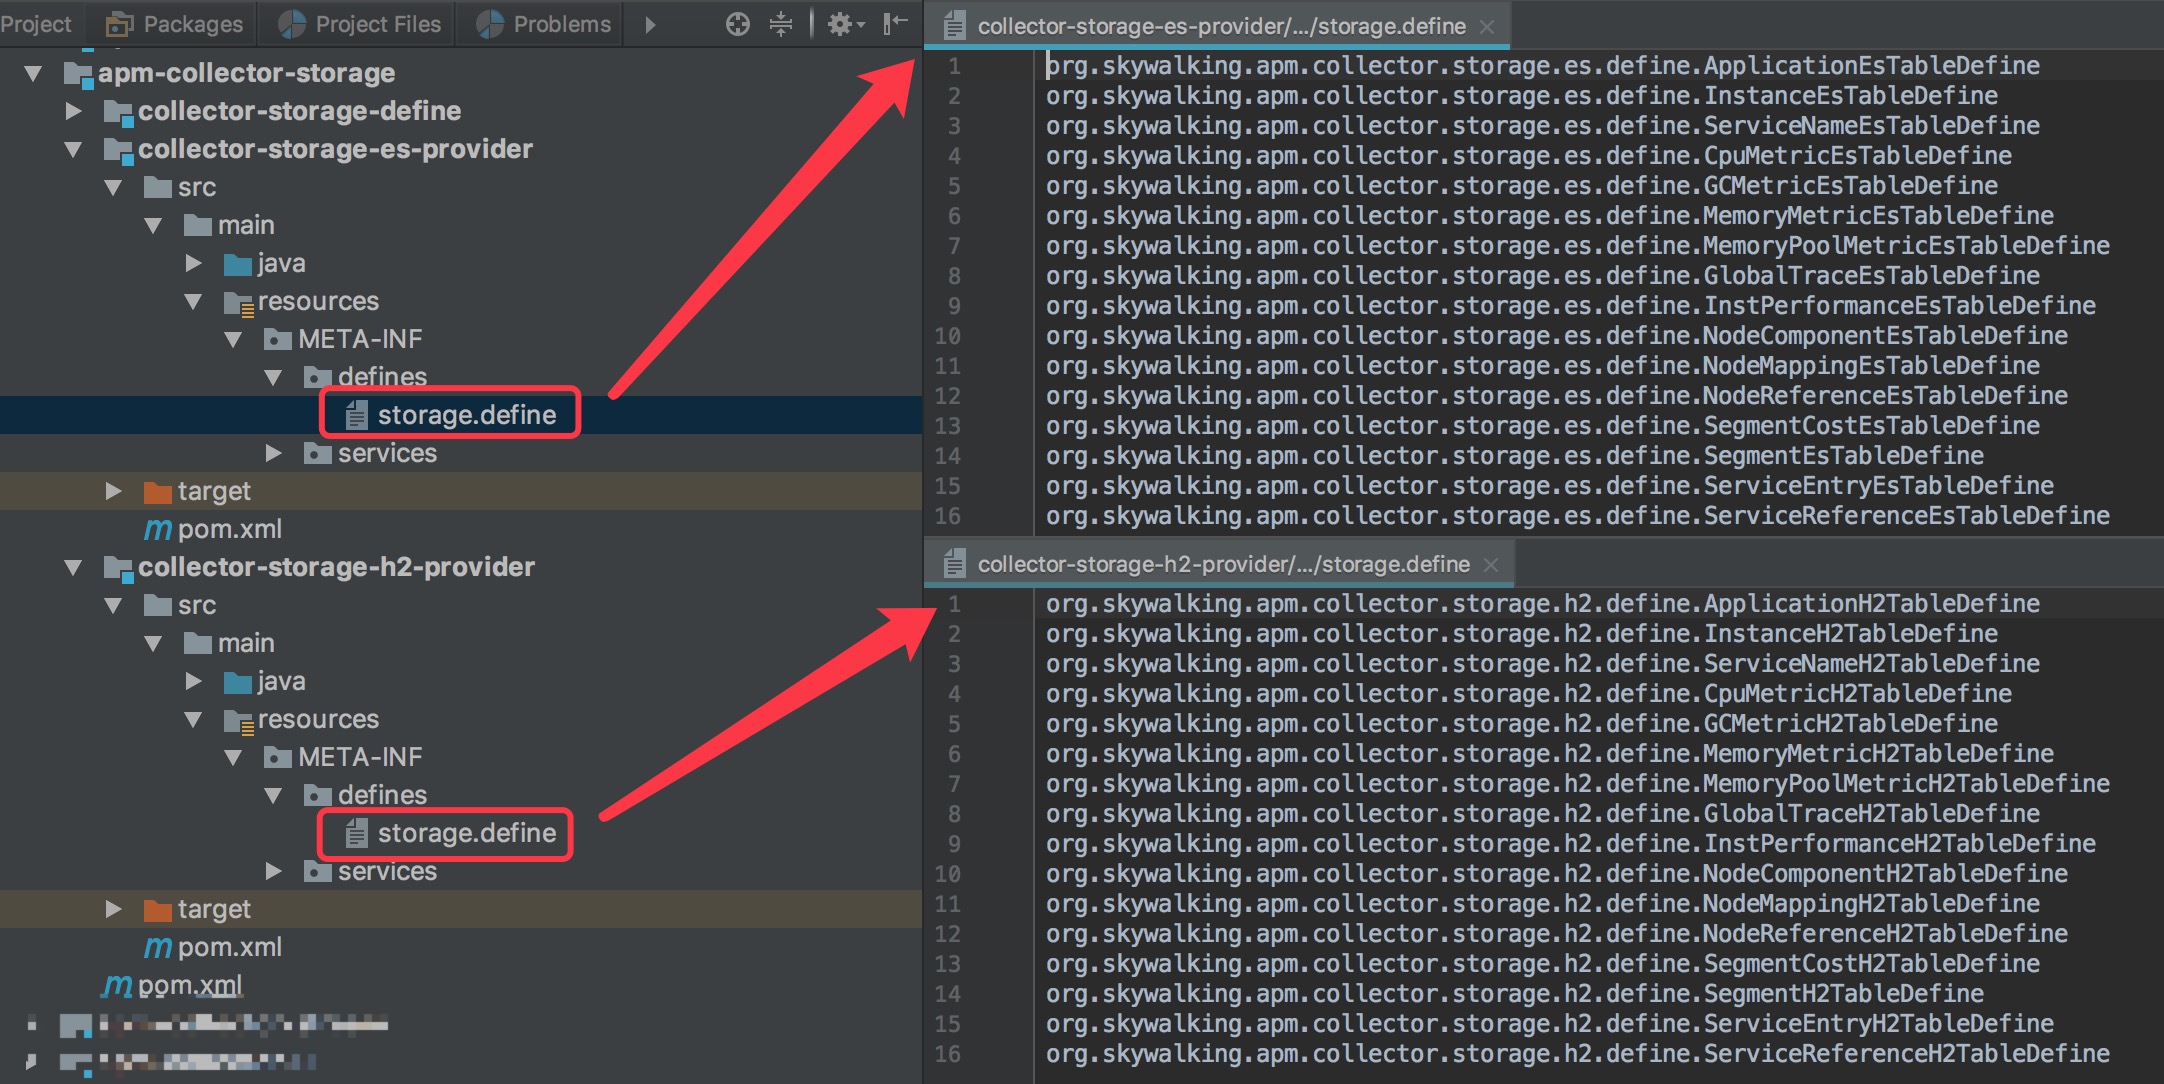 Project Packages Project Files Problems
apm-collector-storage
collector-storage-define
collector-storage-es-provider
src
main
java
resources
META-INF
defines
storage.define
services
target
pom.xml
collector-storage-h2-provider
src
main
java
resources
META-INF
defines
storage.define
services
target
pom.xml
pom.xml
collector-storage-es-provider/.../storage.define
1 org.skywalking.apm.collector.storage.es.define.ApplicationEsTableDefine
2 org.skywalking.apm.collector.storage.es.define.InstanceEsTableDefine
3 org.skywalking.apm.collector.storage.es.define.ServiceNameEsTableDefine
4 org.skywalking.apm.collector.storage.es.define.CpuMetricEsTableDefine
5 org.skywalking.apm.collector.storage.es.define.GCMetricEsTableDefine
6 org.skywalking.apm.collector.storage.es.define.MemoryMetricEsTableDefine
7 org.skywalking.apm.collector.storage.es.define.MemoryPoolMetricEsTableDefine
8 org.skywalking.apm.collector.storage.es.define.GlobalTraceEsTableDefine
9 org.skywalking.apm.collector.storage.es.define.InstPerformanceEsTableDefine
10 org.skywalking.apm.collector.storage.es.define.NodeComponentEsTableDefine
11 org.skywalking.apm.collector.storage.es.define.NodeMappingEsTableDefine
12 org.skywalking.apm.collector.storage.es.define.NodeReferenceEsTableDefine
13 org.skywalking.apm.collector.storage.es.define.SegmentCostEsTableDefine
14 org.skywalking.apm.collector.storage.es.define.SegmentEsTableDefine
15 org.skywalking.apm.collector.storage.es.define.ServiceEntryEsTableDefine
16 org.skywalking.apm.collector.storage.es.define.ServiceReferenceEsTableDefine
collector-storage-h2-provider/.../storage.define
1 org.skywalking.apm.collector.storage.h2.define.ApplicationH2TableDefine
2 org.skywalking.apm.collector.storage.h2.define.InstanceH2TableDefine
3 org.skywalking.apm.collector.storage.h2.define.ServiceNameH2TableDefine
4 org.skywalking.apm.collector.storage.h2.define.CpuMetricH2TableDefine
5 org.skywalking.apm.collector.storage.h2.define.GCMetricH2TableDefine
6 org.skywalking.apm.collector.storage.h2.define.MemoryMetricH2TableDefine
7 org.skywalking.apm.collector.storage.h2.define.MemoryPoolMetricH2TableDefine
8 org.skywalking.apm.collector.storage.h2.define.GlobalTraceH2TableDefine
9 org.skywalking.apm.collector.storage.h2.define.InstPerformanceH2TableDefine
10 org.skywalking.apm.collector.storage.h2.define.NodeComponentH2TableDefine
11 org.skywalking.apm.collector.storage.h2.define.NodeMappingH2TableDefine
12 org.skywalking.apm.collector.storage.h2.define.NodeReferenceH2TableDefine
13 org.skywalking.apm.collector.storage.h2.define.SegmentCostH2TableDefine
14 org.skywalking.apm.collector.storage.h2.define.SegmentH2TableDefine
15 org.skywalking.apm.collector.storage.h2.define.ServiceEntryH2TableDefine
16 org.skywalking.apm.collector.storage.h2.define.ServiceReferenceH2TableDefine